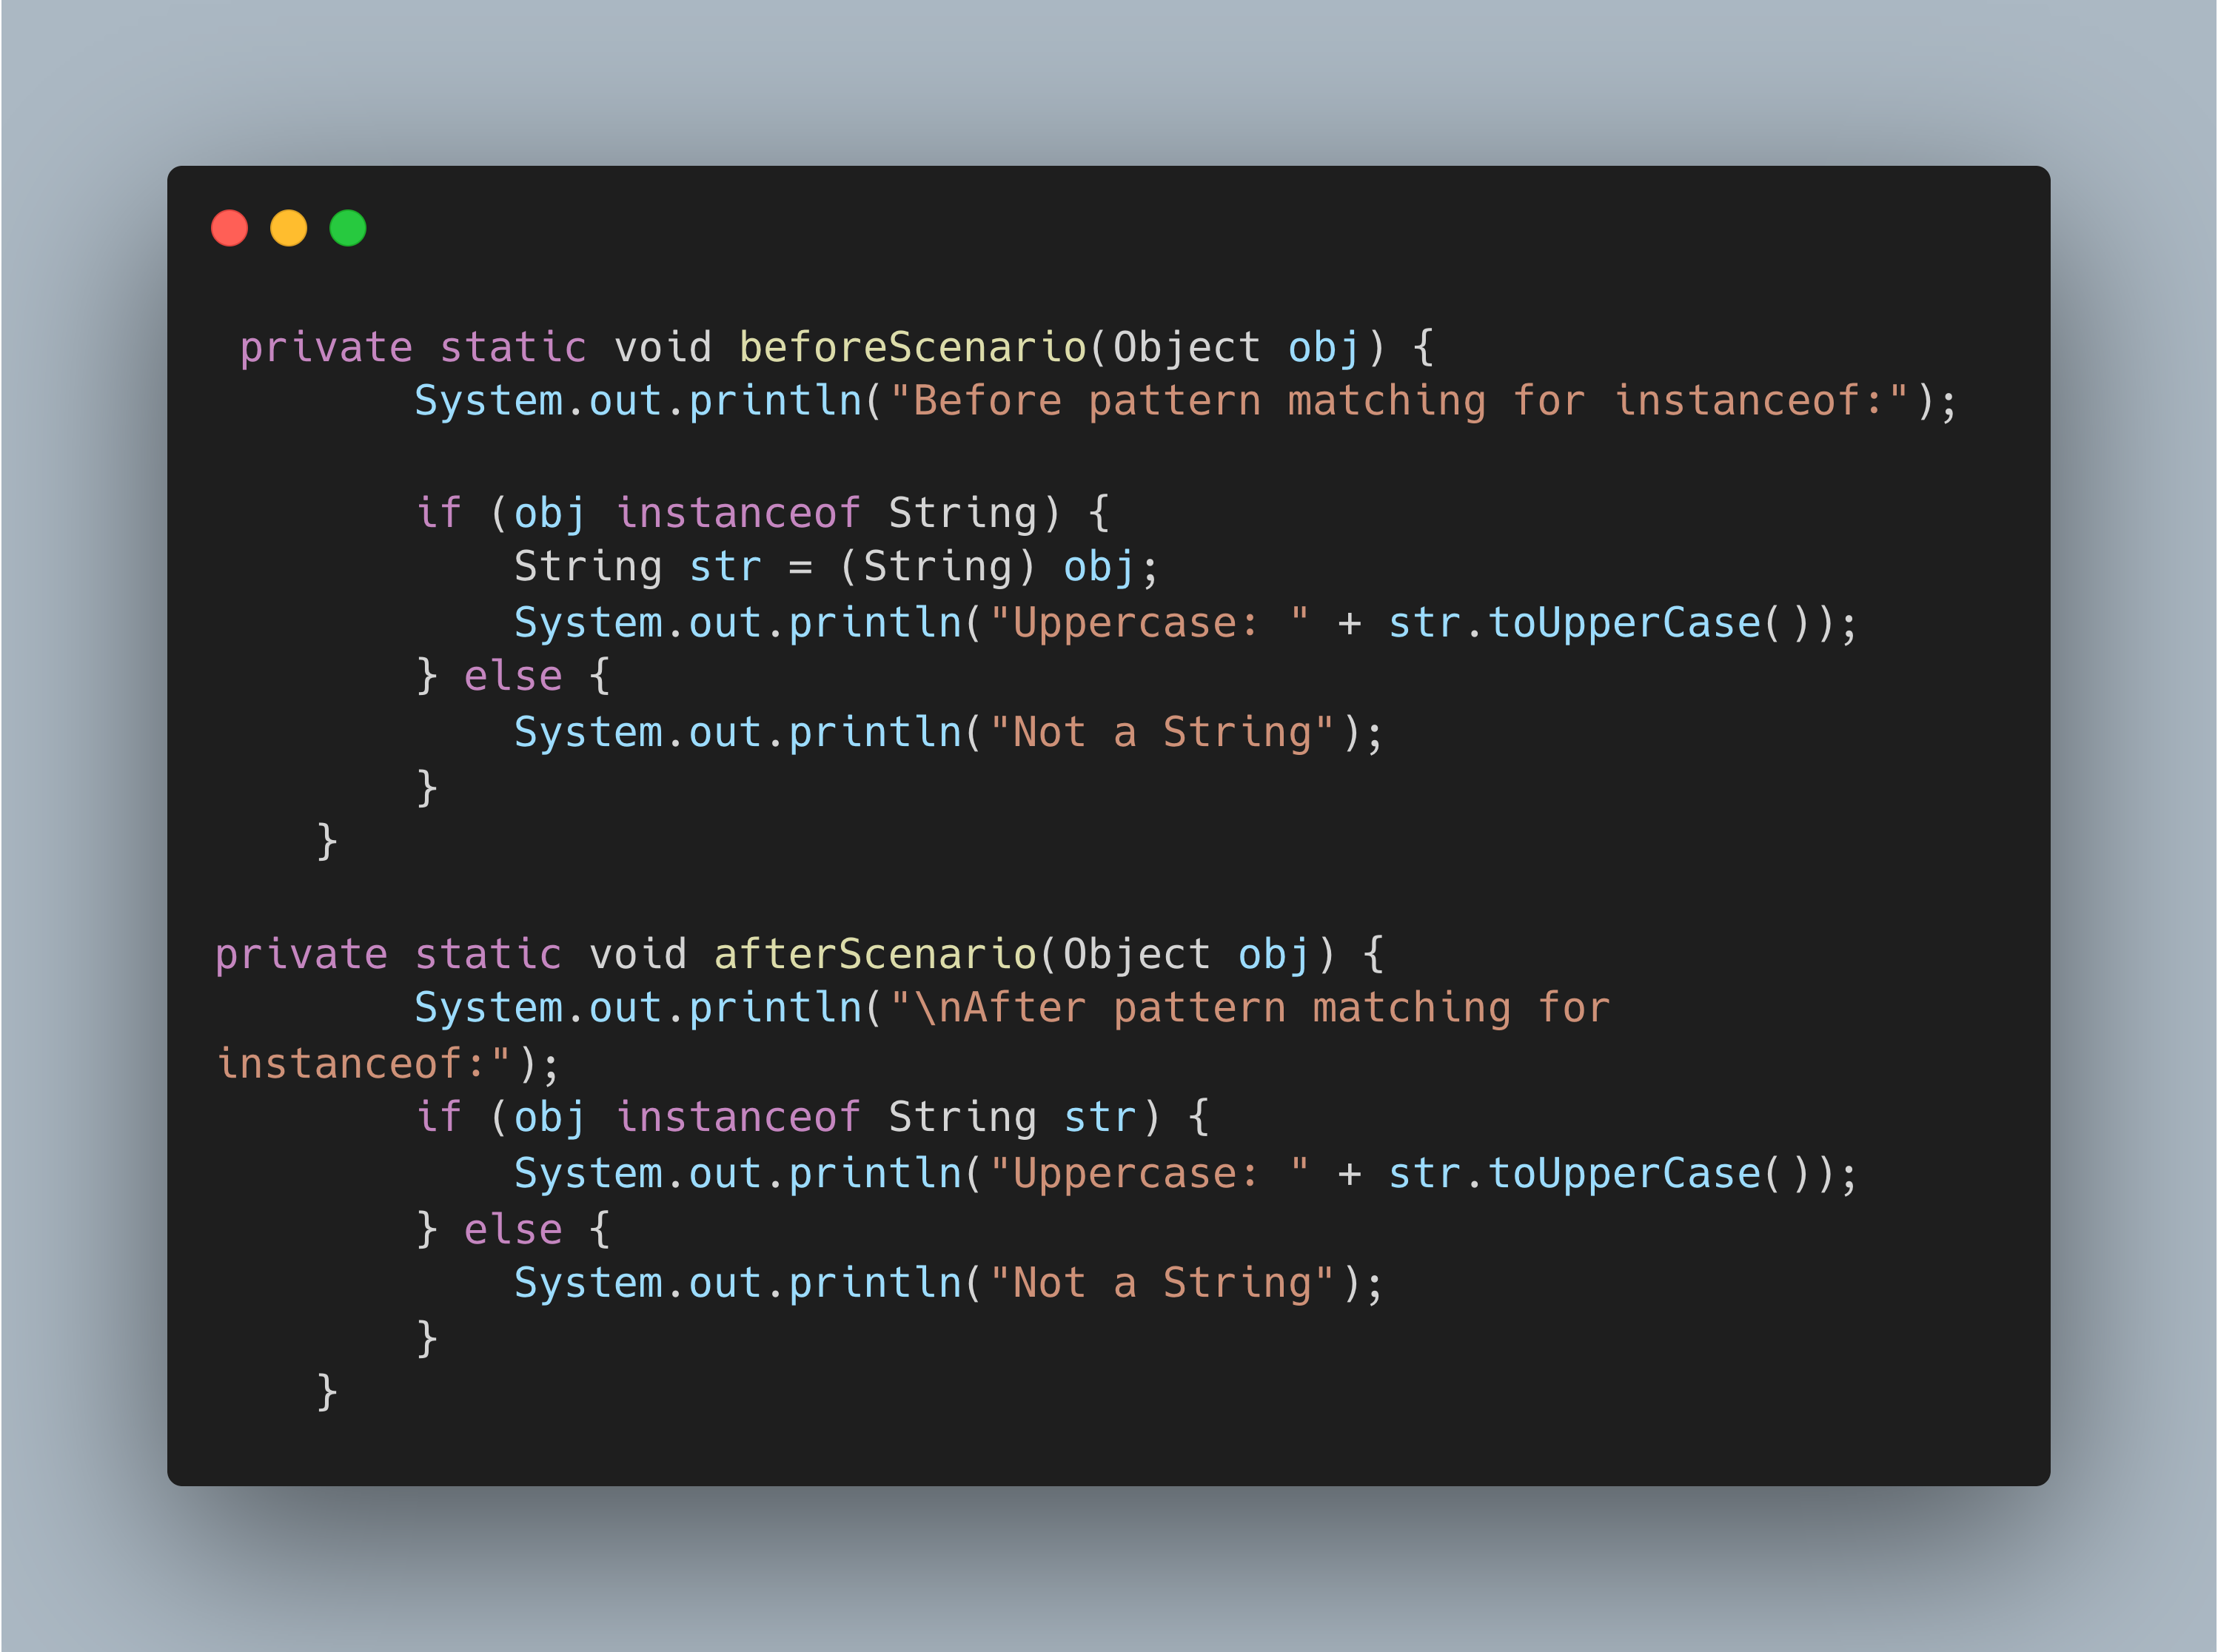 private static void beforeScenario(Object obj) {
System.out.println("Before pattern matching for instanceof:");
if (obj instanceof String) {
String str = (String) obj;
System.out.println("Uppercase: " + str.toUpperCase());
} else {
System.out.println("Not a String");
}
}
private static void afterScenario(Object obj) {
System.out.println("\nAfter pattern matching for
instanceof:");
if (obj instanceof String str) {
System.out.println("Uppercase: " + str.toUpperCase());
} else {
System.out.println("Not a String");
}
}